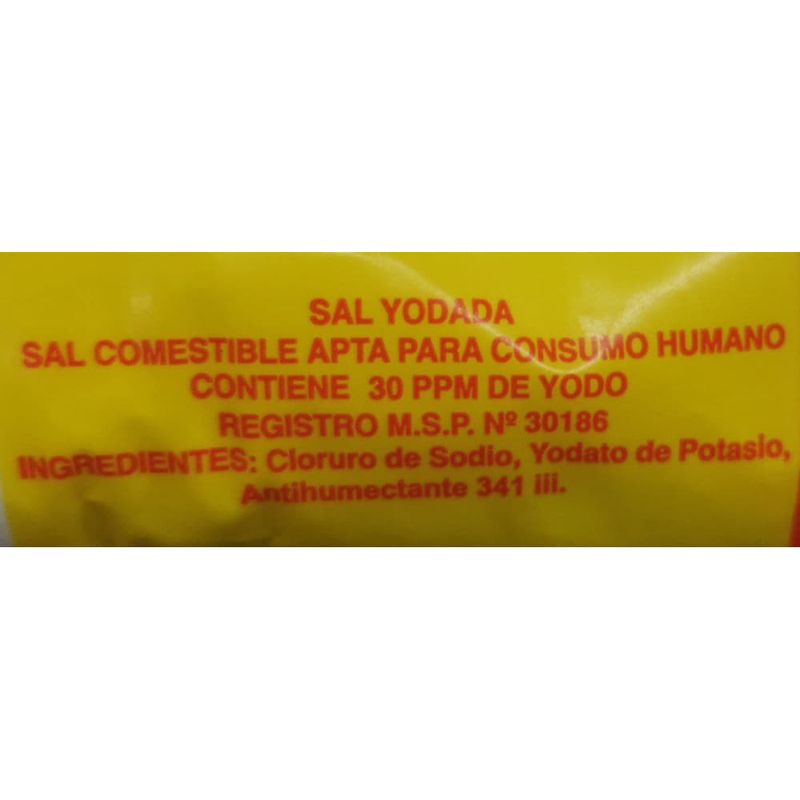 SAL YODADA
SAL COMESTIBLE APTA PARA CONSUMO HUMANO
CONTIENE 30 PPM DE YODO
REGISTRO M.S.P. Nº 30186
INGREDIENTES: Cloruro de Sodio, Yodato de Potasio,
Antihumectante 341 iii.